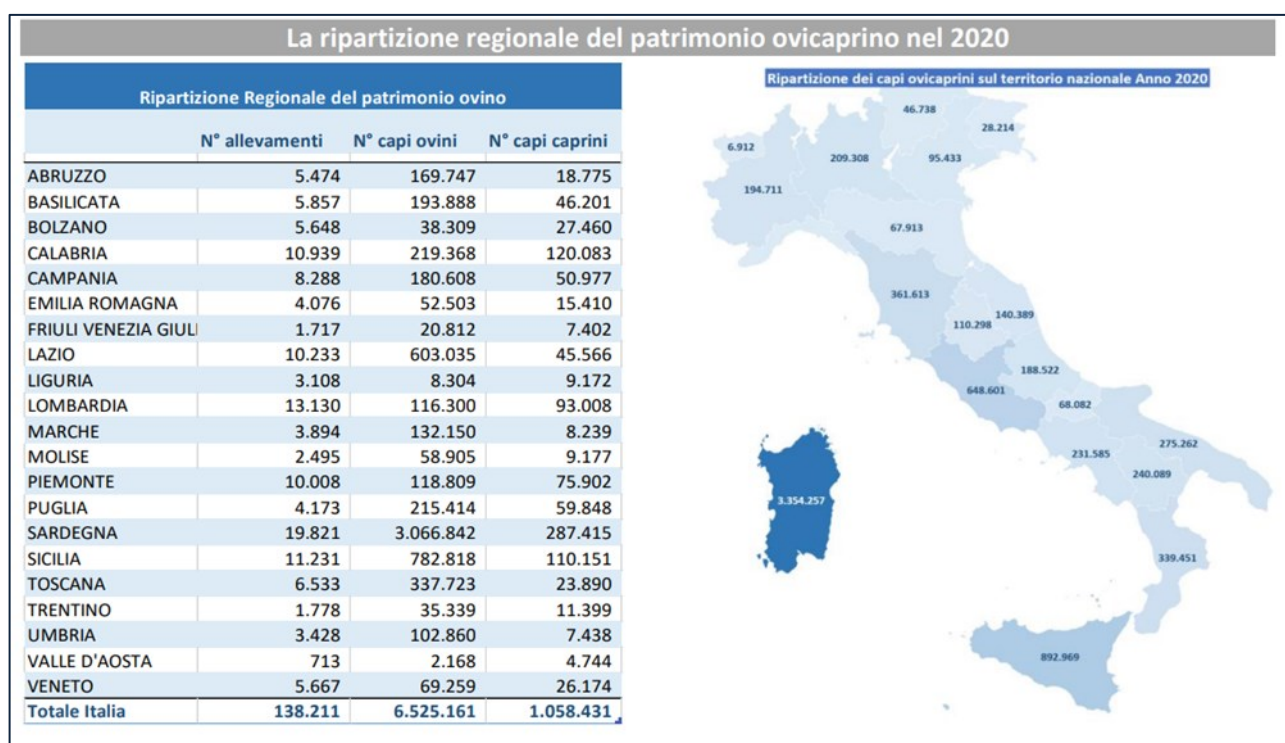 La ripartizione regionale del patrimonio ovicaprino nel 2020
Ripartizione Regionale del patrimonio ovino
N° allevamenti N° capi ovini N° capi caprini
ABRUZZO 5.474 169.747 18.775
BASILICATA 5.857 193.888 46.201
BOLZANO 5.648 38.309 27.460
CALABRIA 10.939 219.368 120.083
CAMPANIA 8.288 180.608 50.977
EMILIA ROMAGNA 4.076 52.503 15.410
FRIULI VENEZIA GIULI 1.717 20.812 7.402
LAZIO 10.233 603.035 45.566
LIGURIA 3.108 8.304 9.172
LOMBARDIA 13.130 116.300 93.008
MARCHE 3.894 132.150 8.239
MOLISE 2.495 58.905 9.177
PIEMONTE 10.008 118.809 75.902
PUGLIA 4.173 215.414 59.848
SARDEGNA 19.821 3.066.842 287.415
SICILIA 11.231 782.818 110.151
TOSCANA 6.533 337.723 23.890
TRENTINO 1.778 35.339 11.399
UMBRIA 3.428 102.860 7.438
VALLE D'AOSTA 713 2.168 4.744
VENETO 5.667 69.259 26.174
Totale Italia 138.211 6.525.161 1.058.431
Ripartizione dei capi ovicaprini sul territorio nazionale Anno 2020
46.738
28.214
6.912
209.308
95.433
194.711
67.913
361.613
140.389
110.298
188.522
648.601
68.082
275.262
231.585
240.089
3.354.257
339.451
892.969